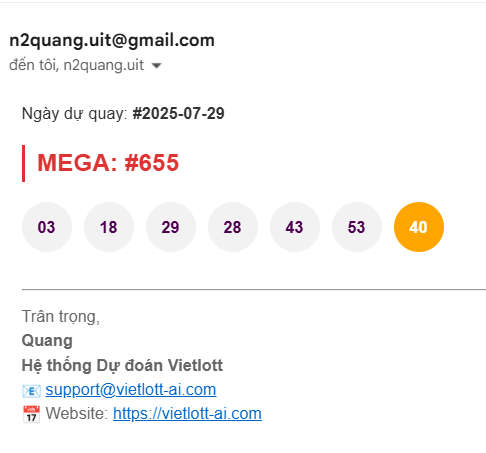 n2quang.uit@gmail.com
đến tôi, n2quang.uit
Ngày dự quay: #2025-07-29
MEGA: #655
03 18 29 28 43 53 40
Trân trọng,
Quang
Hệ thống Dự đoán Vietlott
support@vietlott-ai.com
Website: https://vietlott-ai.com